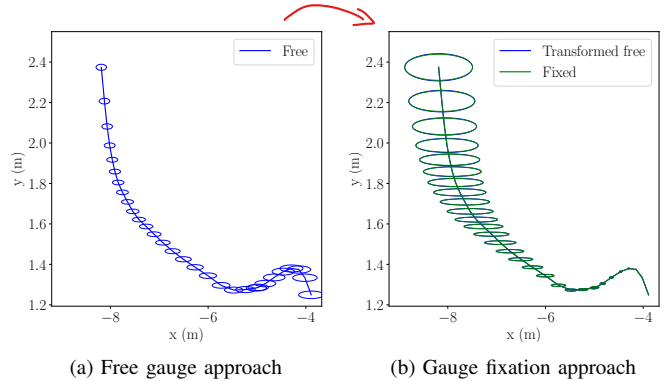 Free
2.4
2.2
2.0
1.8
1.6
1.4
1.2
y (m)
−8
−6
−4
x (m)
(a) Free gauge approach
Transformed free
Fixed
2.4
2.2
2.0
1.8
1.6
1.4
1.2
y (m)
−8
−6
−4
x (m)
(b) Gauge fixation approach